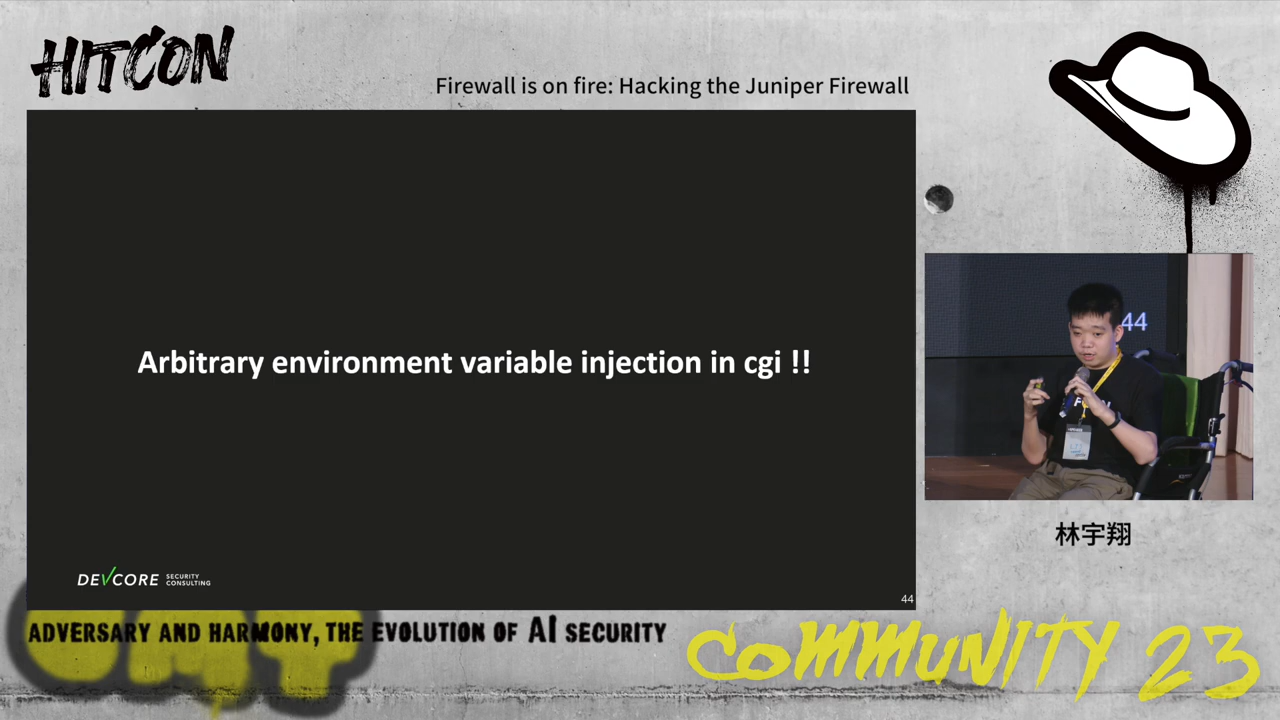 HITCON
Firewall is on fire: Hacking the Juniper Firewall
Arbitrary environment variable injection in cgi !!
44
DEVCORE SECURITY CONSULTING
44
林宇翔
ADVERSARY AND HARMONY, THE EVOLUTION OF AI SECURITY
COMMUNITY 23